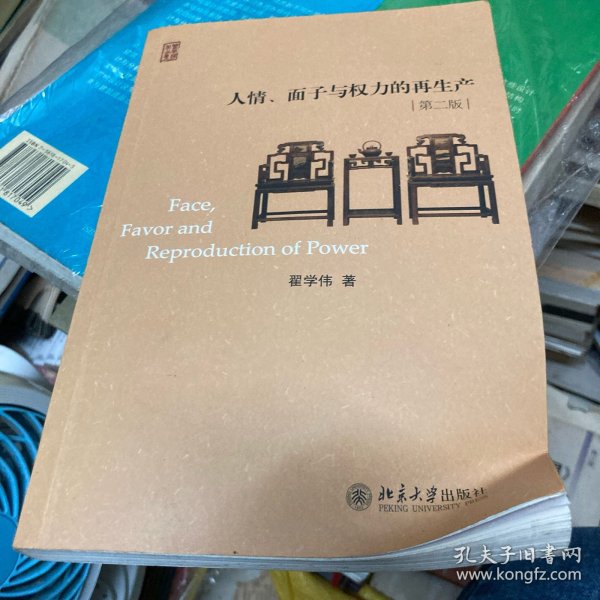 人情、面子与权力的再生产
第二版
Face,
Favor and
Reproduction of Power
翟学伟 著
北京大学出版社
PEKING UNIVERSITY PRESS
孔夫子旧书网
www.kongfz.com